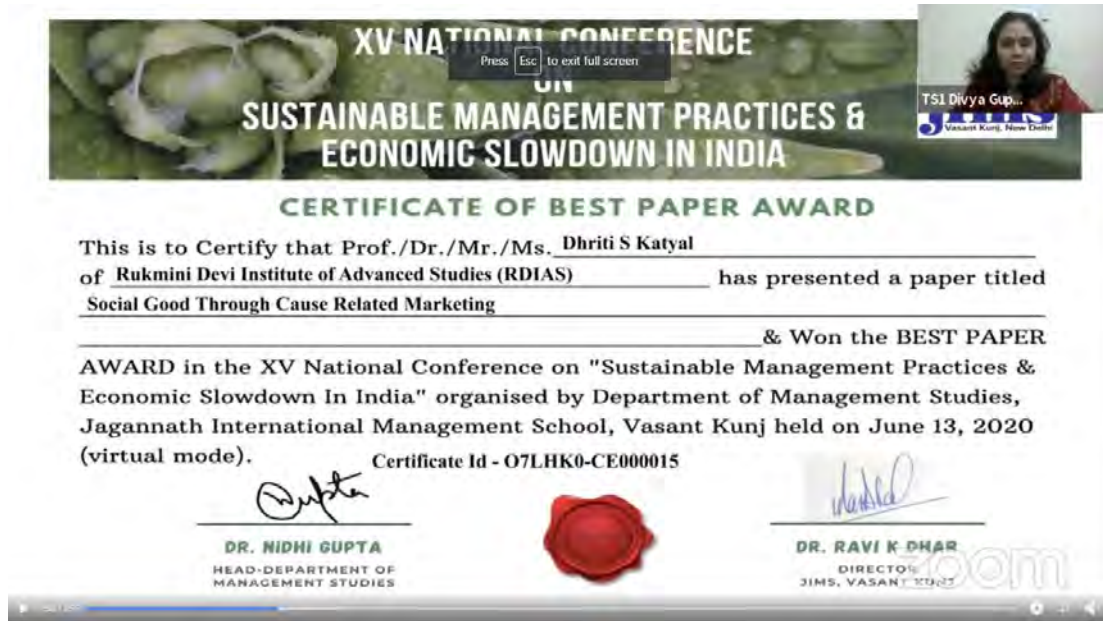 XV NATIONAL CONFERENCE
Press Esc to exit full screen
ON
SUSTAINABLE MANAGEMENT PRACTICES &
ECONOMIC SLOWDOWN IN INDIA
TS1 Divya Gup...
JIMS
Vasant Kunj, New Delhi
CERTIFICATE OF BEST PAPER AWARD
This is to Certify that Prof./Dr./Mr./Ms. Dhriti S Katyal
of Rukmini Devi Institute of Advanced Studies (RDIAS) has presented a paper titled
Social Good Through Cause Related Marketing
& Won the BEST PAPER
AWARD in the XV National Conference on "Sustainable Management Practices &
Economic Slowdown In India" organised by Department of Management Studies,
Jagannath International Management School, Vasant Kunj held on June 13, 2020
(virtual mode).
Certificate Id - O7LHK0-CE000015
Gupta
DR. NIDHI GUPTA
HEAD-DEPARTMENT OF
MANAGEMENT STUDIES
DR. RAVI K DHAR
DIRECTOR
JIMS, VASANT KUNJ
zoom